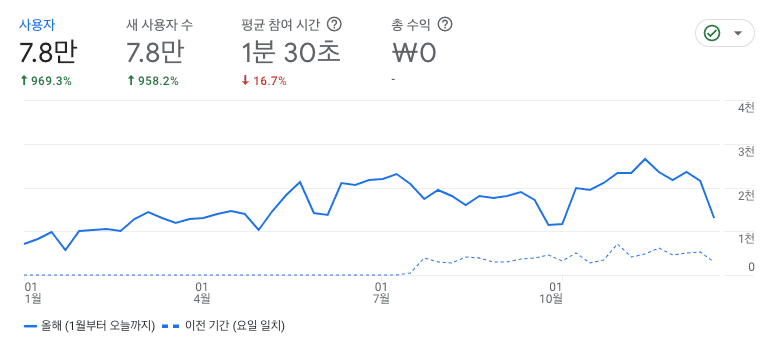 사용자 새 사용자 수 평균 참여 시간 ? 총 수익 ?
7.8만 7.8만 1분 30초 ₩0
969.3% 958.2% 16.7% -
4천
3천
2천
1천
0
01 01 01 01
1월 4월 7월 10월
올해 (1월부터 오늘까지) 이전 기간 (요일 일치)